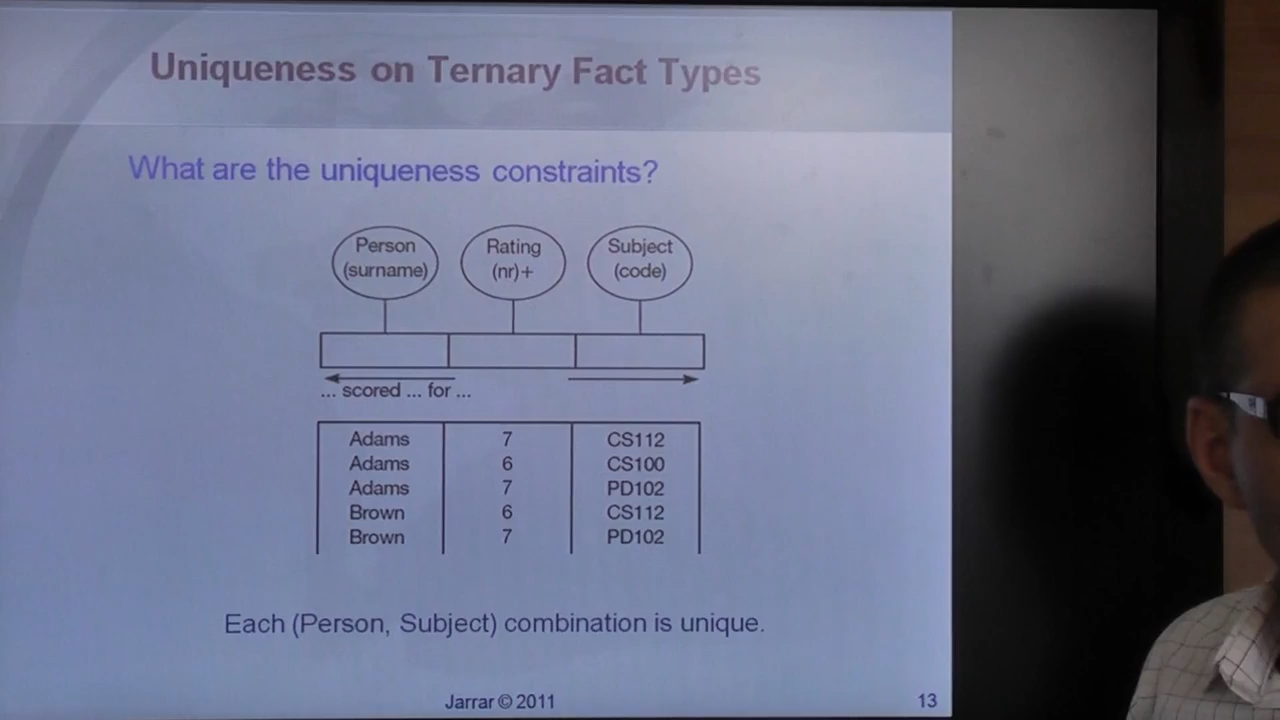 Uniqueness on Ternary Fact Types
What are the uniqueness constraints?
Person Rating Subject
(surname) (nr)+ (code)
... scored ... for ...
Adams 7 CS112
Adams 6 CS100
Adams 7 PD102
Brown 6 CS112
Brown 7 PD102
Each (Person, Subject) combination is unique.
Jarrar © 2011 13